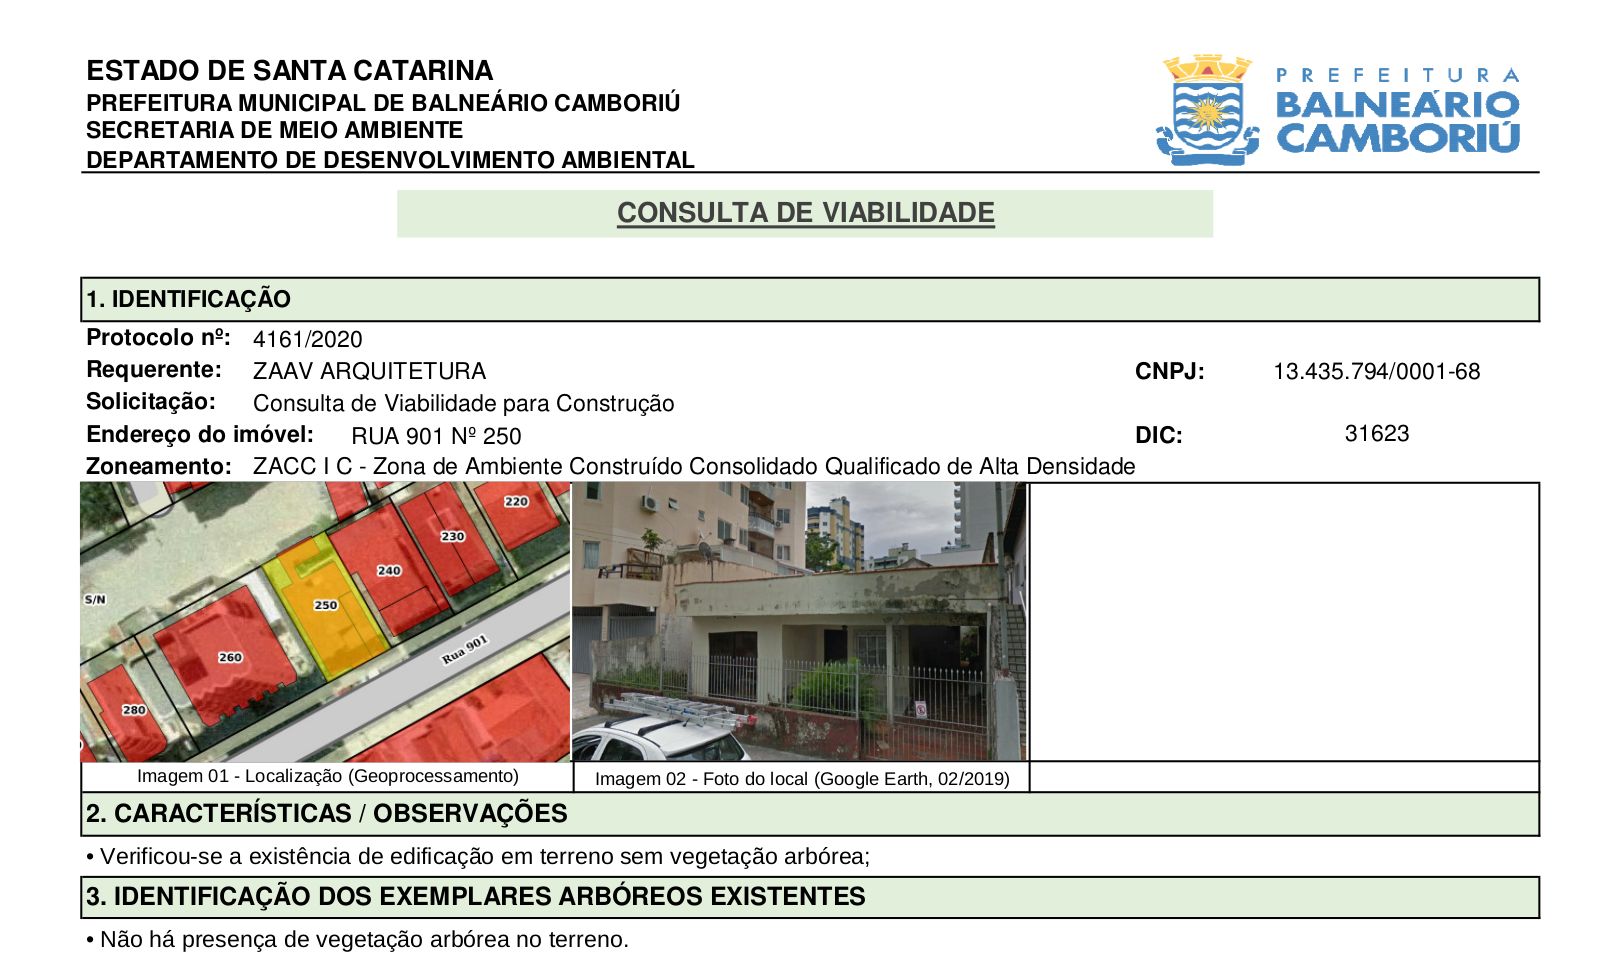 ESTADO DE SANTA CATARINA
PREFEITURA MUNICIPAL DE BALNEÁRIO CAMBORIÚ
SECRETARIA DE MEIO AMBIENTE
DEPARTAMENTO DE DESENVOLVIMENTO AMBIENTAL
PREFEITURA
BALNEÁRIO
CAMBORIÚ
CONSULTA DE VIABILIDADE
1. IDENTIFICAÇÃO
Protocolo nº: 4161/2020
Requerente: ZAAV ARQUITETURA CNPJ: 13.435.794/0001-68
Solicitação: Consulta de Viabilidade para Construção
Endereço do imóvel: RUA 901 Nº 250 DIC: 31623
Zoneamento: ZACC I C - Zona de Ambiente Construído Consolidado Qualificado de Alta Densidade
220
230
240
S/N
250
Rua 901
260
280
Imagem 01 - Localização (Geoprocessamento)
Imagem 02 - Foto do local (Google Earth, 02/2019)
2. CARACTERÍSTICAS / OBSERVAÇÕES
• Verificou-se a existência de edificação em terreno sem vegetação arbórea;
3. IDENTIFICAÇÃO DOS EXEMPLARES ARBÓREOS EXISTENTES
• Não há presença de vegetação arbórea no terreno.